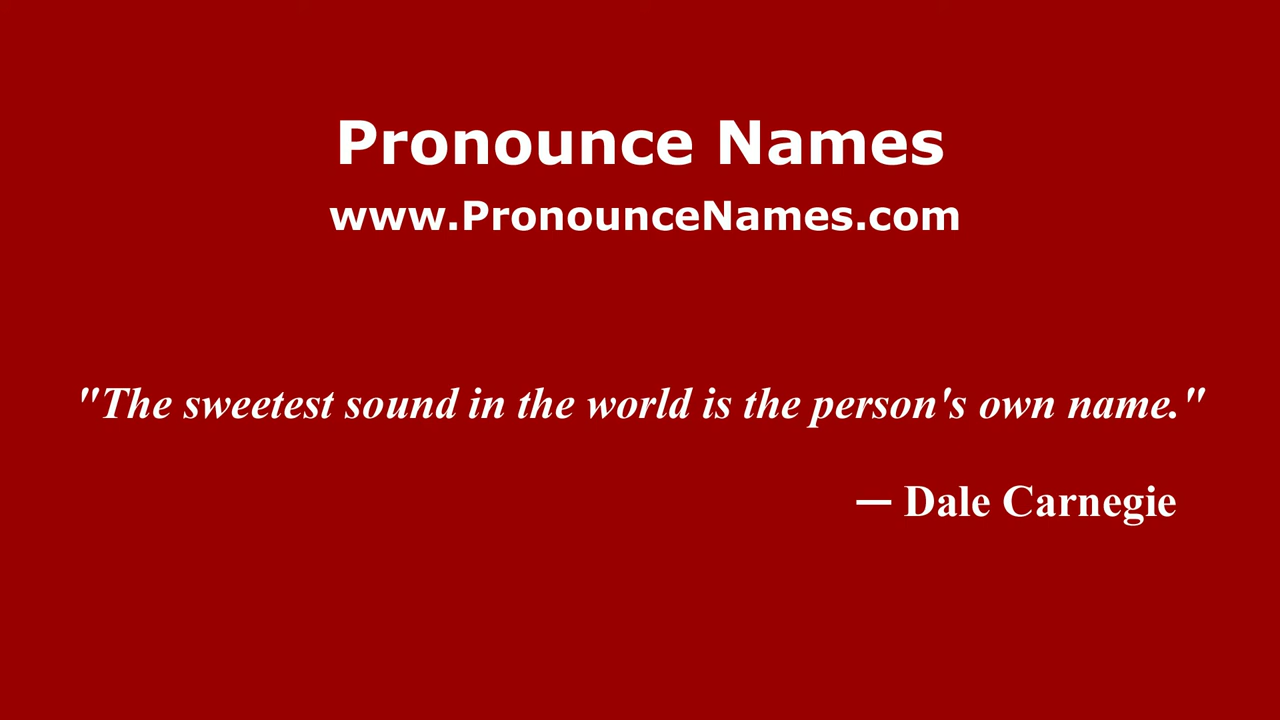 Pronounce Names
www.PronounceNames.com
"The sweetest sound in the world is the person's own name."
— Dale Carnegie